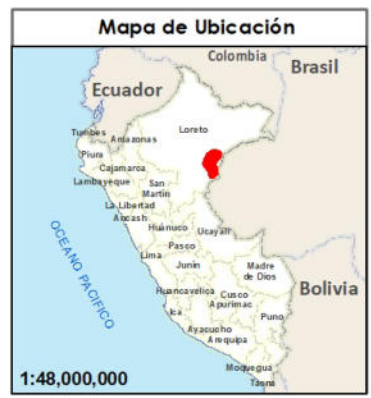 Mapa de Ubicación
Colombia
Brasil
Ecuador
Loreto
Tumbes
Amazonas
Piura
Cajamarca
Lambayeque
San
Martín
La Libertad
Ancash
Huánuco
Ucayali
Pasco
Lima
Junín
Madre
de Dios
OCEANO PACIFICO
Huancavelica
Cusco
Bolivia
Apurimac
Ica
Puno
Ayacucho
Arequipa
Moquegua
Tacna
1:48,000,000